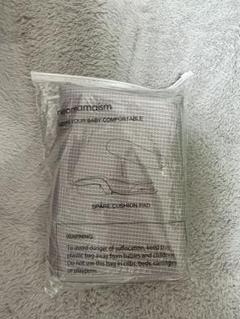 KEEP YOUR BABY COMFORTABLE
SPARE CUSHION PAD
WARNING:
To avoid danger of suffocation, keep this
plastic bag away from babies and children.
Do not use this bag in cribs, beds, carriages
or playpens.